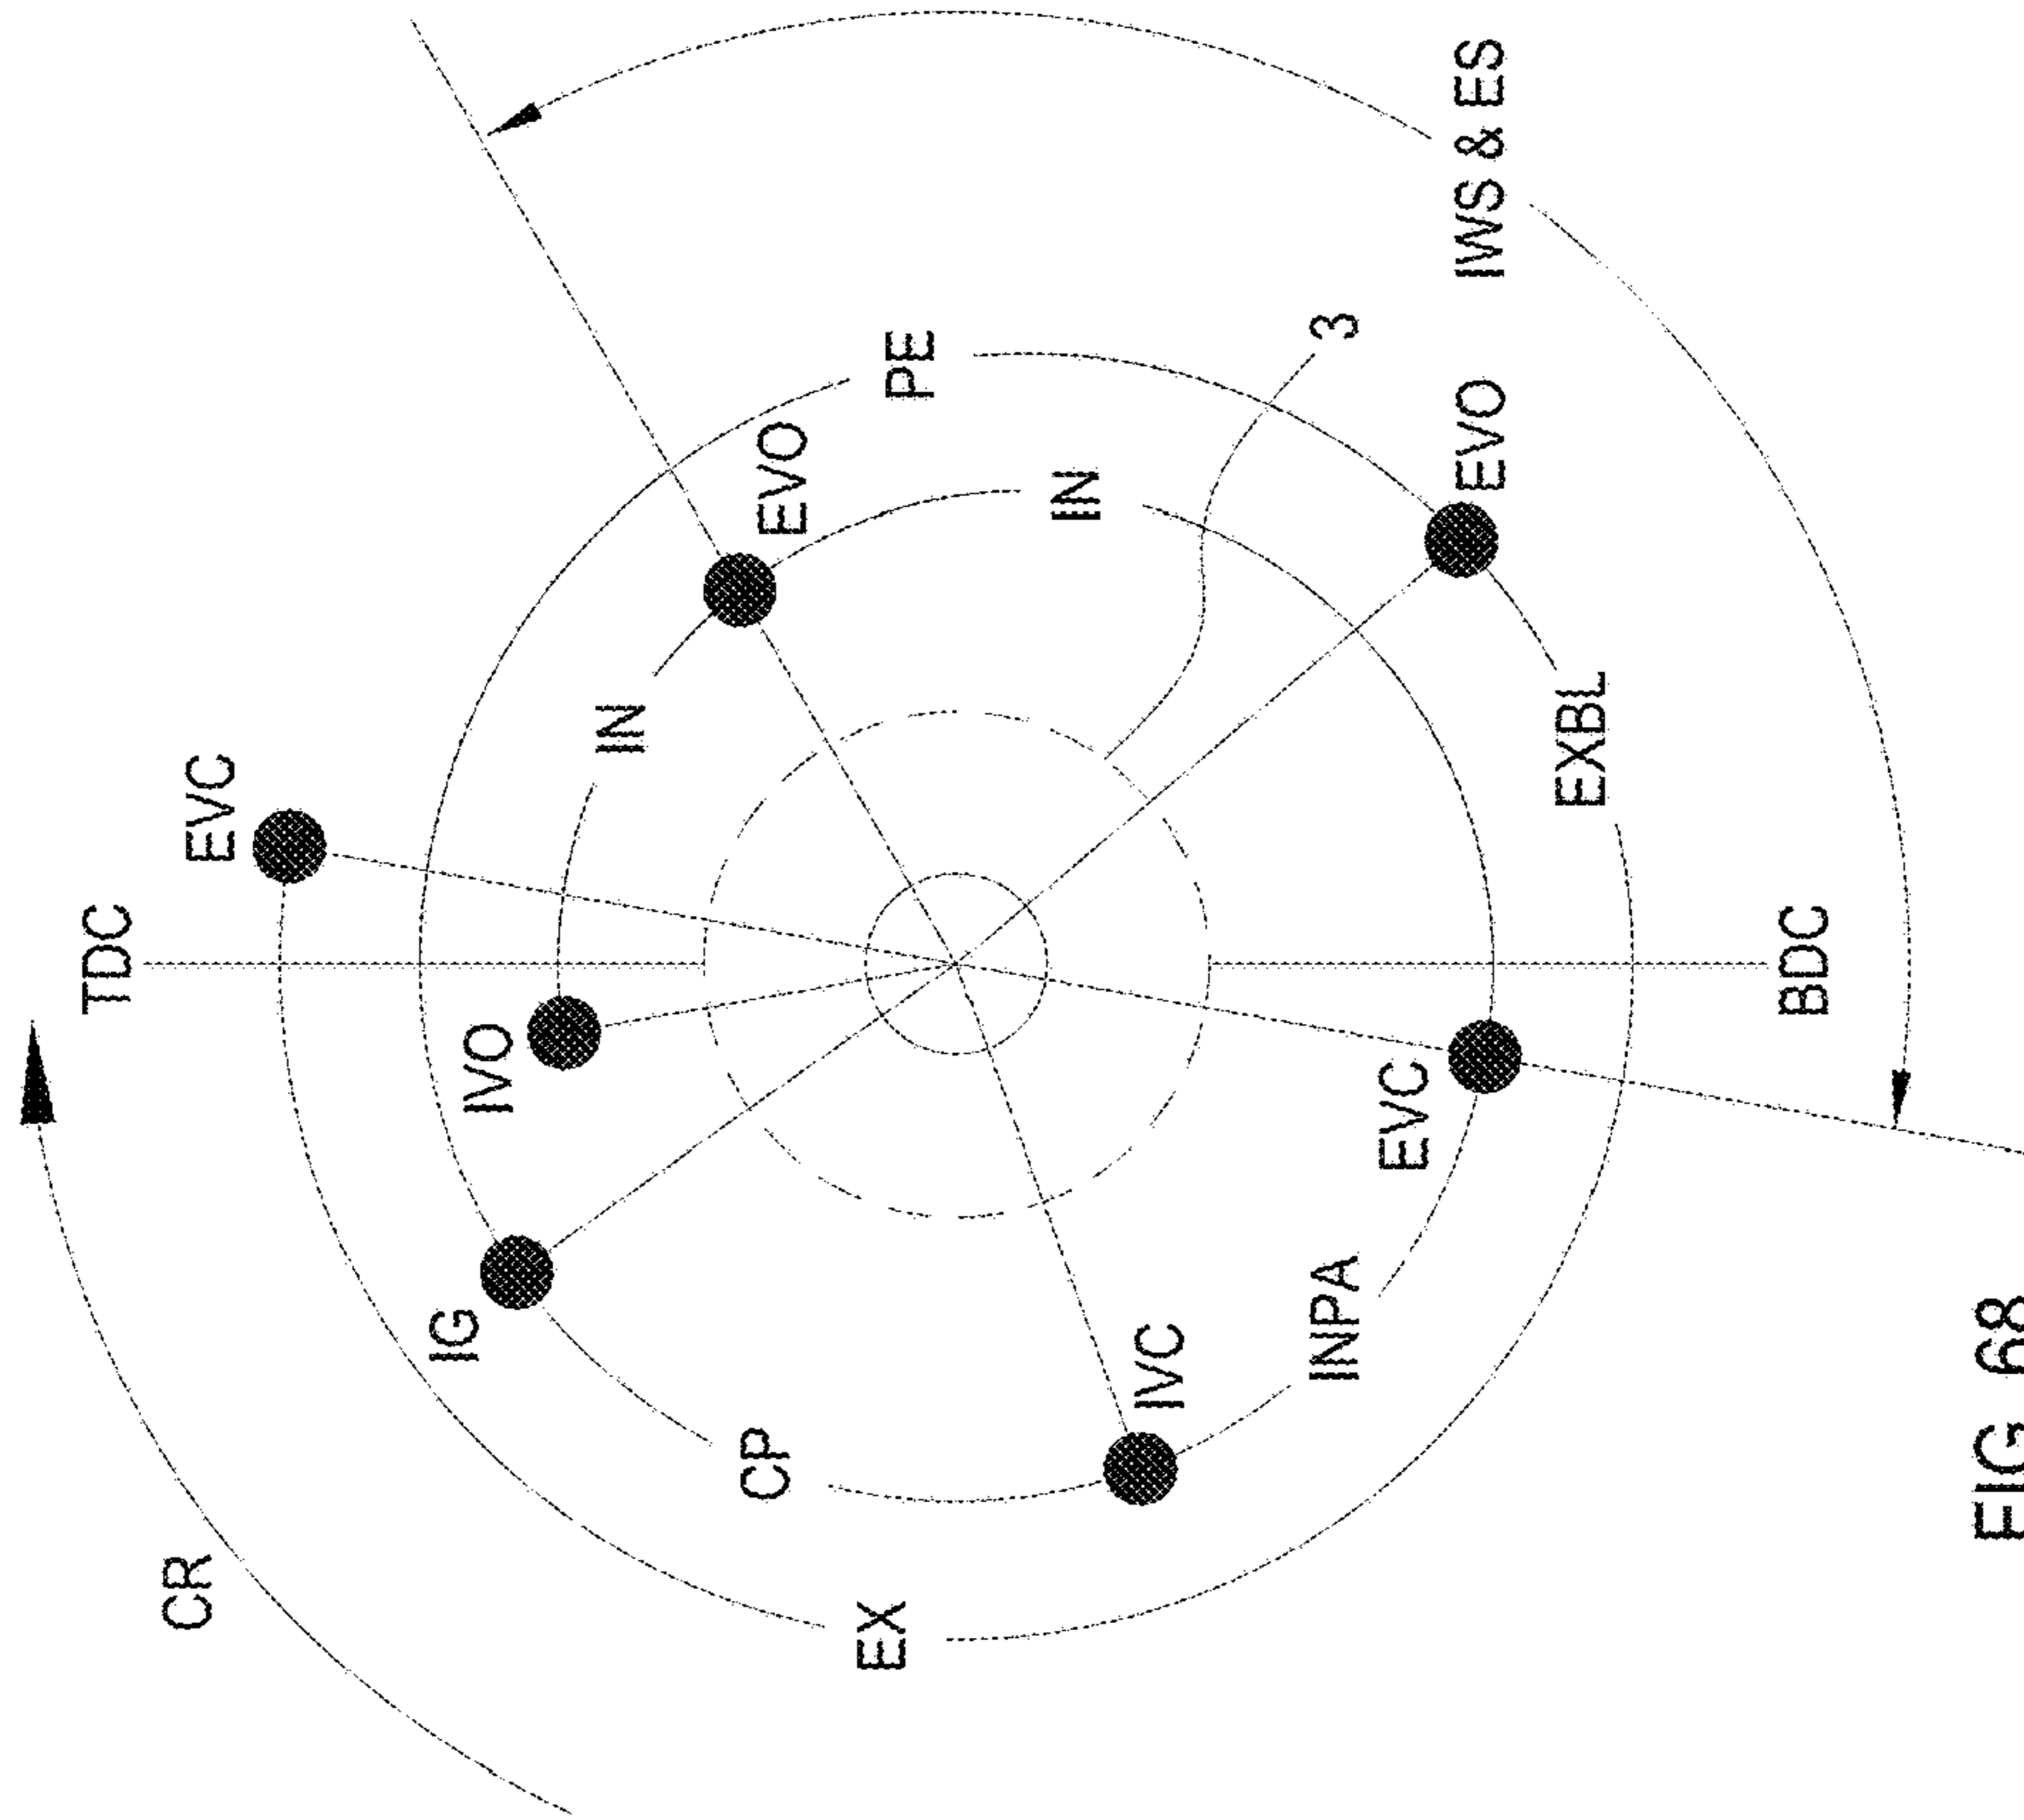 TDC
CR
EVC
IG
IVO
IN
CP
EVO
EX
PE
IN
IVC
INPA
3
EVC
EVO
IWS & ES
EXBL
BDC
FIG 68